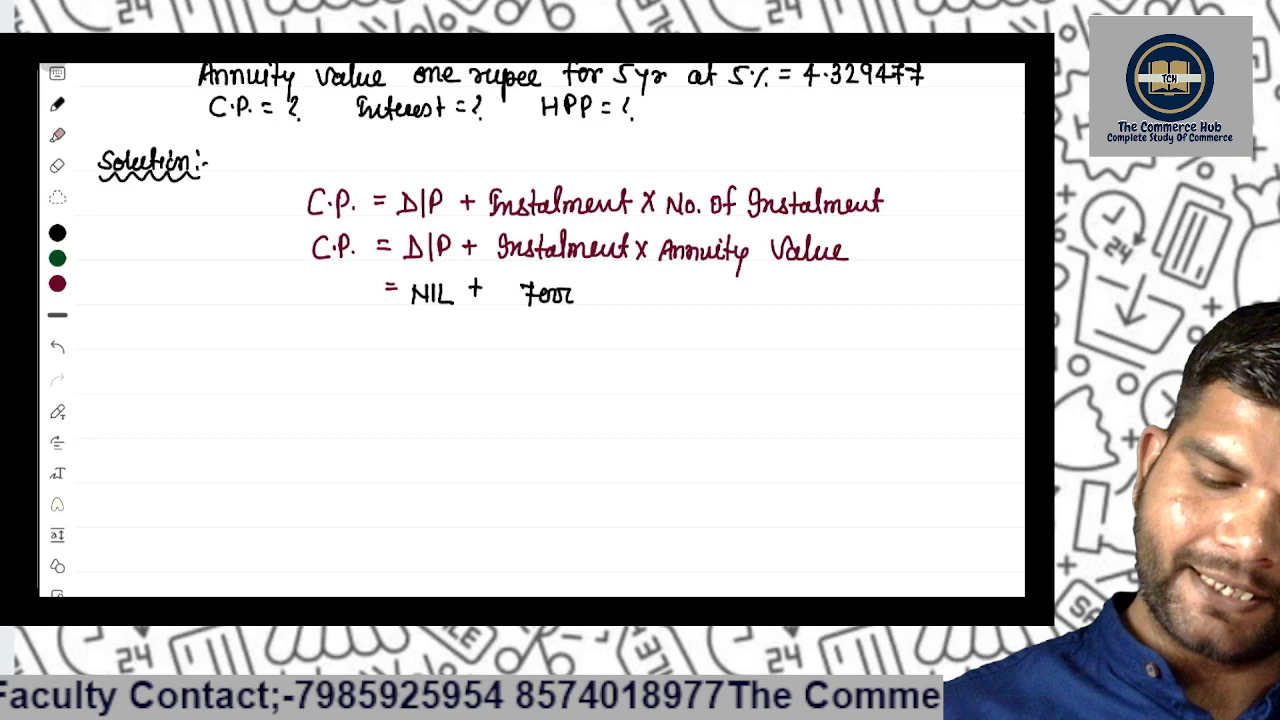 Annuity value one rupee for 5yr at 5% = 4.329477
C.P. = ? Interest = ? HPP = ?
Solution:-
C.P. = D/P + Instalment X No. of Instalment
C.P. = D/P + Instalment X Annuity Value
= NIL +
TCH
The Commerce Hub
Complete Study Of Commerce
Faculty Contact;-7985925954 8574018977The Comme